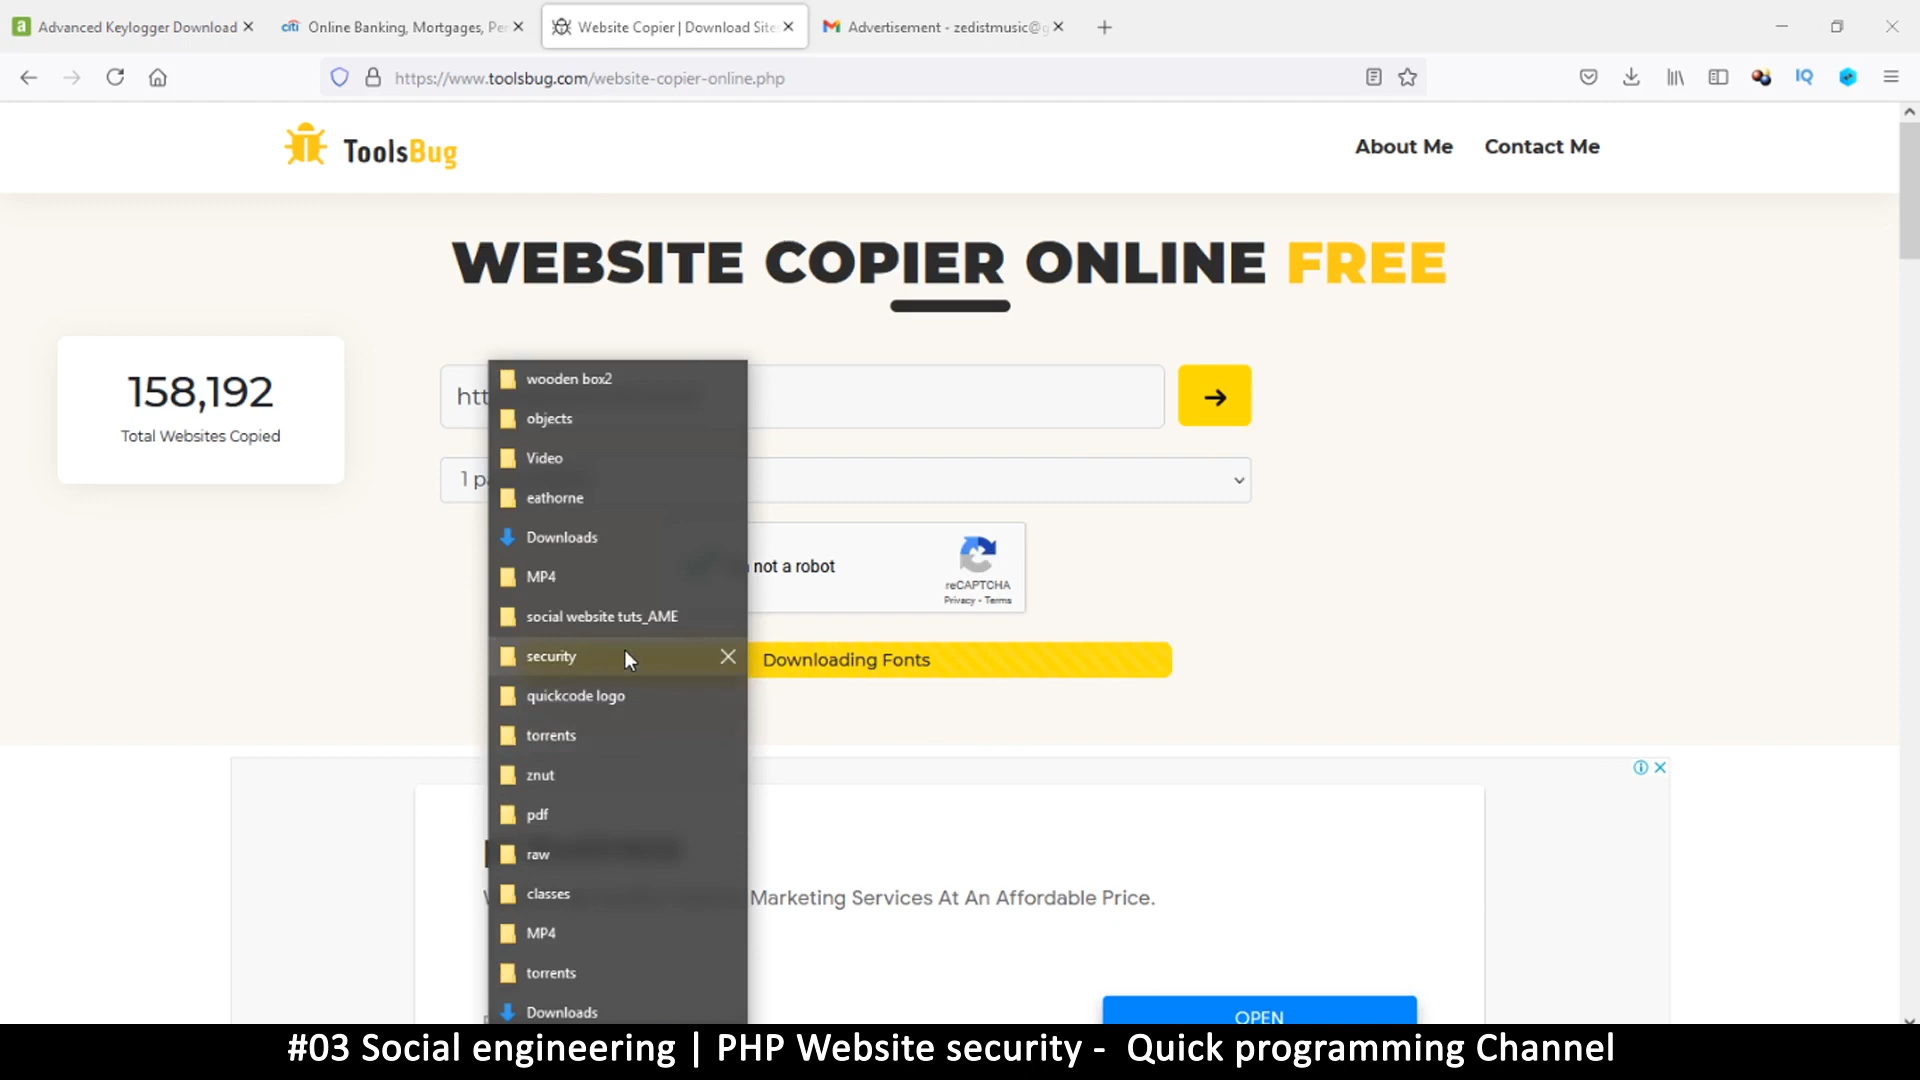 Advanced Keylogger Download
citi Online Banking, Mortgages, Pe
Website Copier | Download Site
Advertisement - zedistmusic@g
https://www.toolsbug.com/website-copier-online.php
IQ
ToolsBug
About Me
Contact Me
WEBSITE COPIER ONLINE FREE
158,192
Total Websites Copied
htt
1 p
not a robot
reCAPTCHA
Privacy - Terms
Downloading Fonts
wooden box2
objects
Video
eathorne
Downloads
MP4
social website tuts_AME
security
quickcode logo
torrents
znut
pdf
raw
classes
MP4
torrents
Downloads
Marketing Services At An Affordable Price.
OPEN
#03 Social engineering | PHP Website security - Quick programming Channel